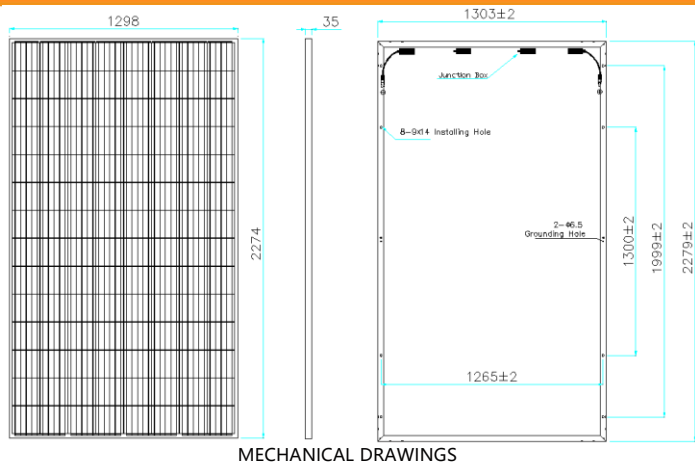 1298
35
1303±2
Junction Box
8-9x14 Installing Hole
2-φ6.5
Grounding Hole
2274
1300±2
1999±2
2279±2
1265±2
MECHANICAL DRAWINGS